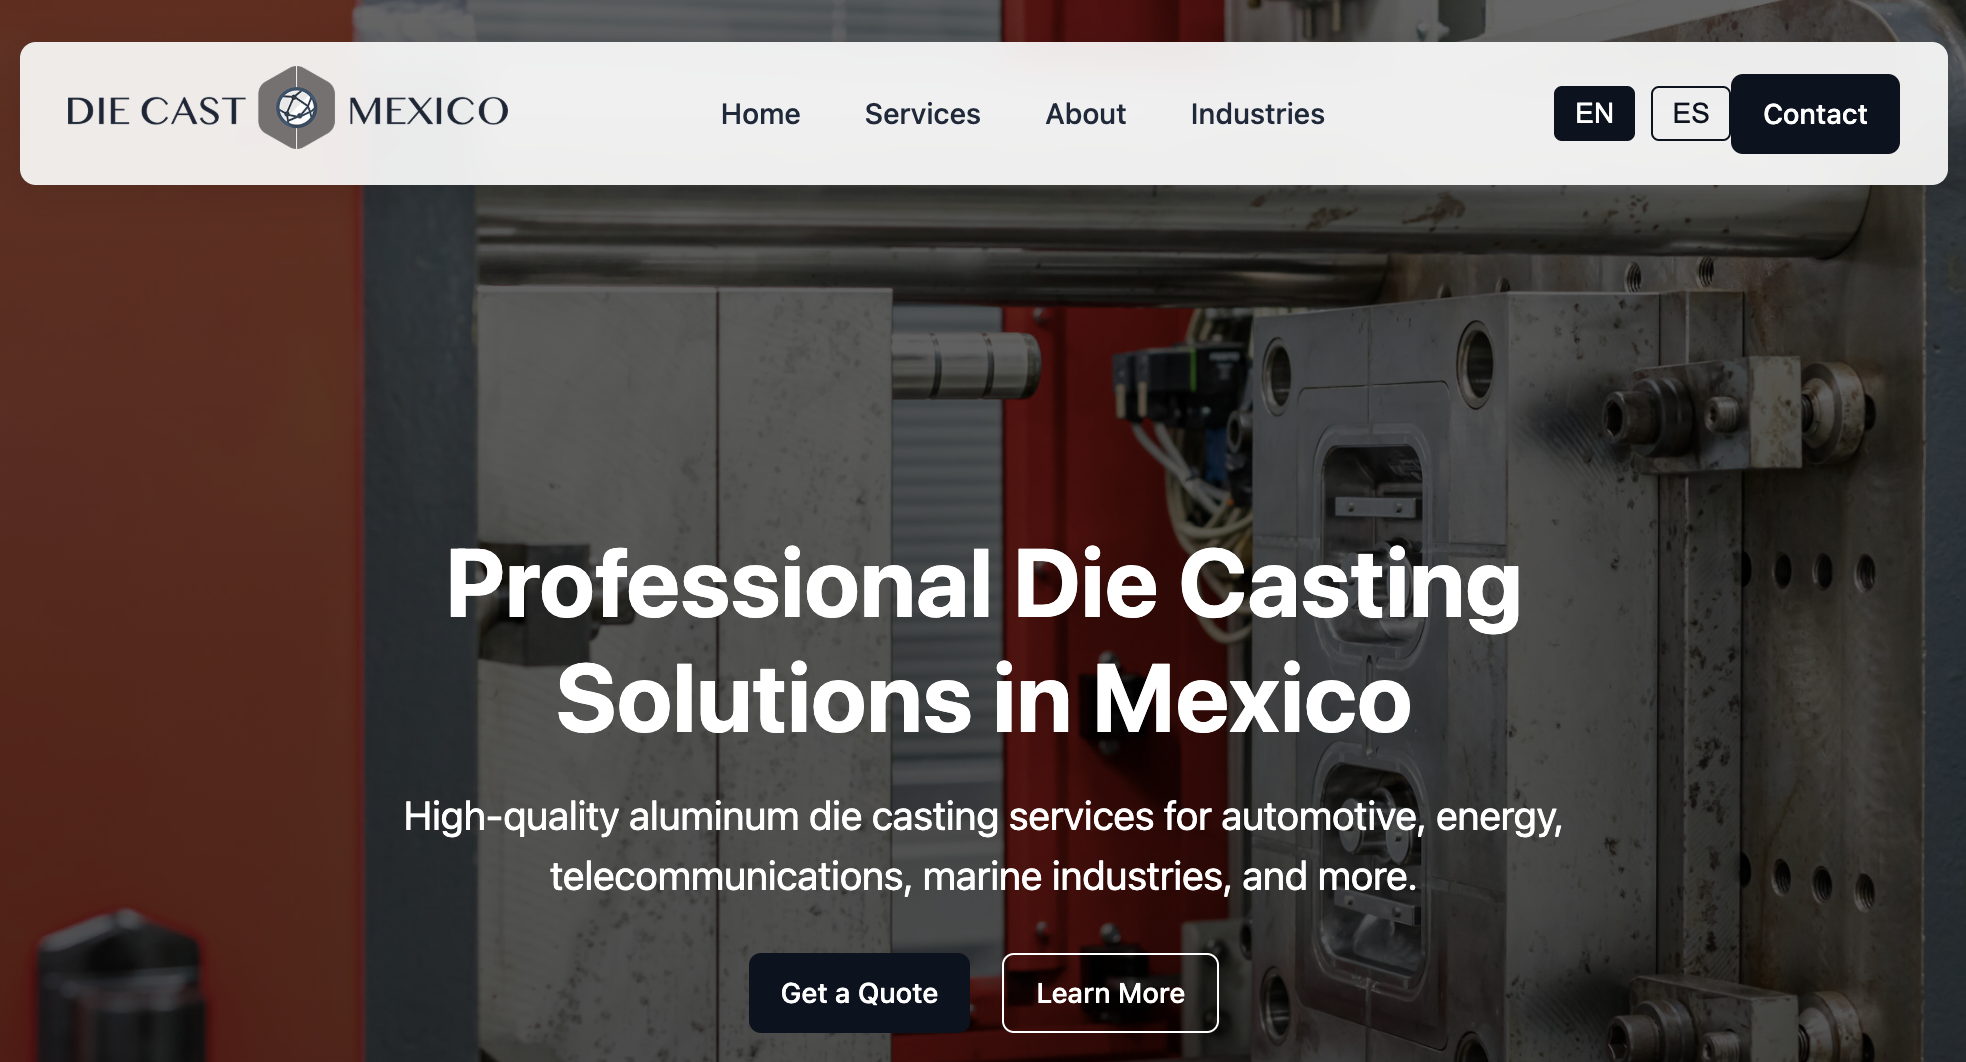 DIE CAST MEXICO
Home
Services
About
Industries
EN
ES
Contact
Professional Die Casting
Solutions in Mexico
High-quality aluminum die casting services for automotive, energy,
telecommunications, marine industries, and more.
Get a Quote
Learn More